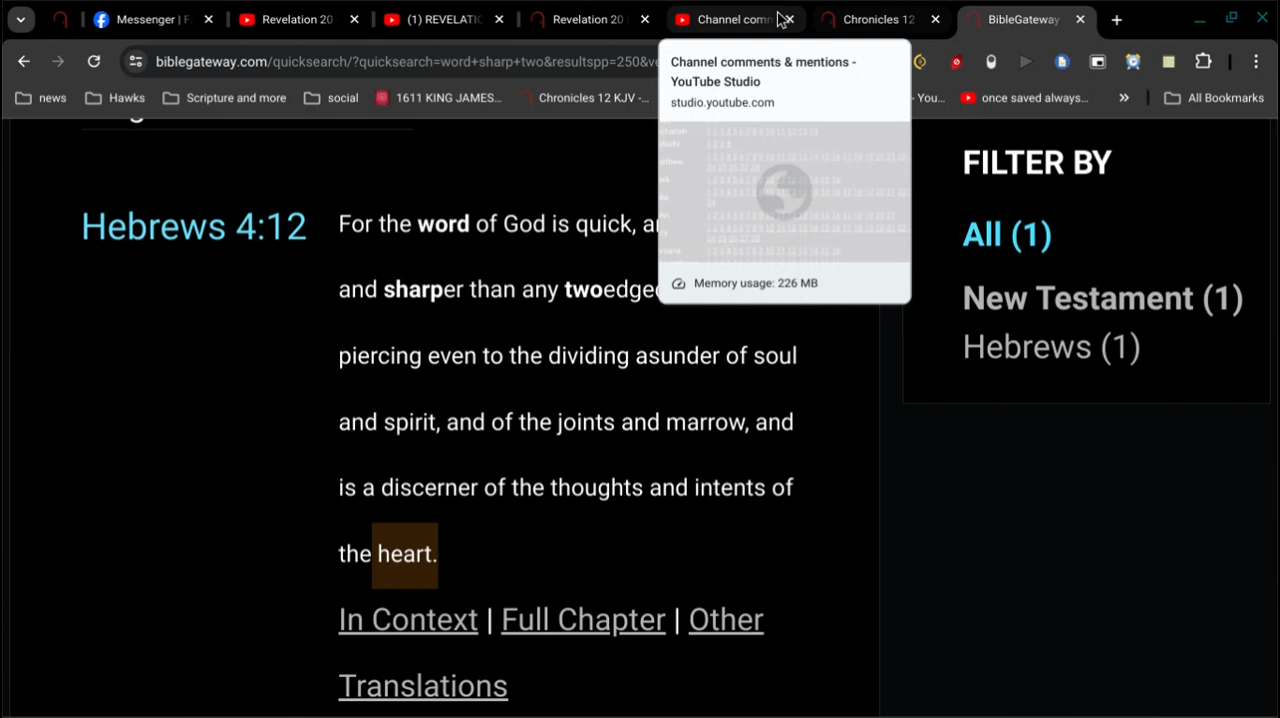 Messenger | F
Revelation 20
(1) REVELATIC
Revelation 20
Channel com
Chronicles 12
BibleGateway
biblegateway.com/quicksearch/?quicksearch=word+sharp+two&resultspp=250&ve
news
Hawks
Scripture and more
social
1611 KING JAMES...
Chronicles 12 KJV -...
- You...
once saved always...
»
All Bookmarks
Channel comments & mentions -
YouTube Studio
studio.youtube.com
Memory usage: 226 MB
Hebrews 4:12
For the word of God is quick, a
and sharper than any twoedge
piercing even to the dividing asunder of soul
and spirit, and of the joints and marrow, and
is a discerner of the thoughts and intents of
the heart.
In Context | Full Chapter | Other
Translations
FILTER BY
All (1)
New Testament (1)
Hebrews (1)